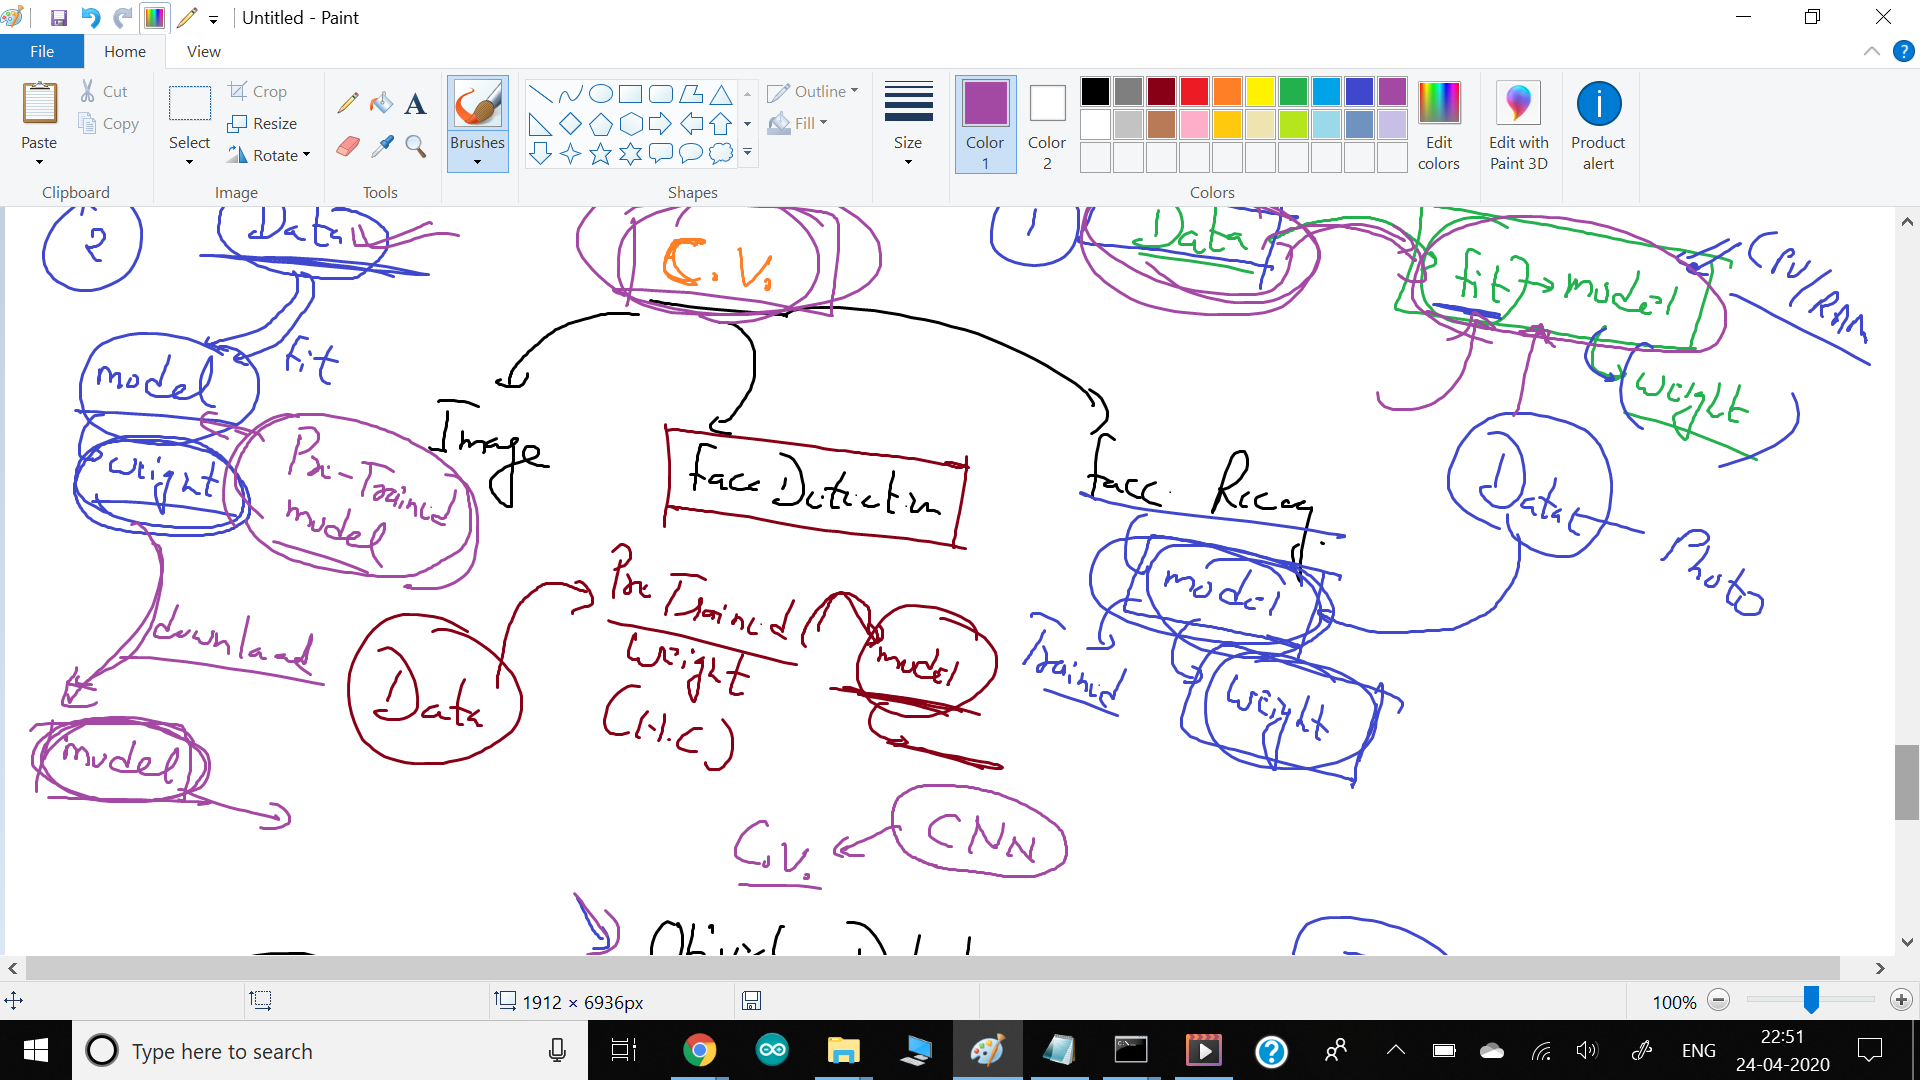 Untitled - Paint
File
Home
View
Paste
Cut
Copy
Clipboard
Select
Crop
Resize
Rotate
Image
Tools
Brushes
Shapes
Outline
Fill
Size
Color
1
Color
2
Colors
Edit
colors
Edit with
Paint 3D
Product
alert
2
Data
C.V.
1
Data
fit → model
CPU/RAM
model
Fit
weight
weight
Pre-Trained
model
Image
Face Detection
Face Recog.
Data
Photo
download
model
Data
Pre Trained
weight
(H.C)
model
model
Trained
weight
C.V.
CNN
1912 × 6936px
100%
Type here to search
ENG
22:51
24-04-2020